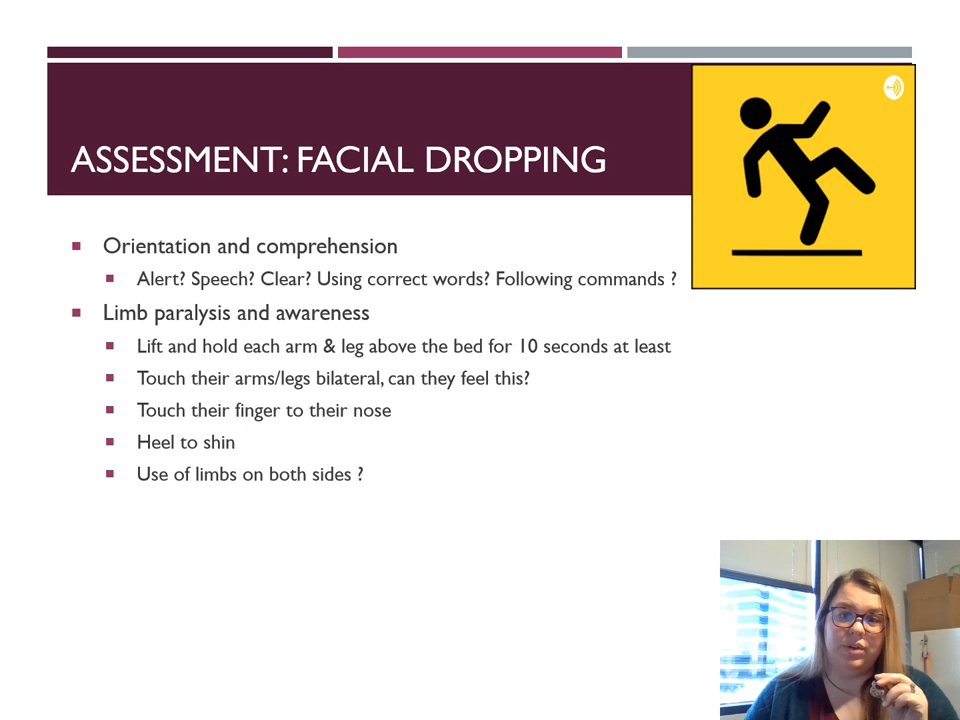 ASSESSMENT: FACIAL DROPPING
Orientation and comprehension
Alert? Speech? Clear? Using correct words? Following commands ?
Limb paralysis and awareness
Lift and hold each arm & leg above the bed for 10 seconds at least
Touch their arms/legs bilateral, can they feel this?
Touch their finger to their nose
Heel to shin
Use of limbs on both sides ?